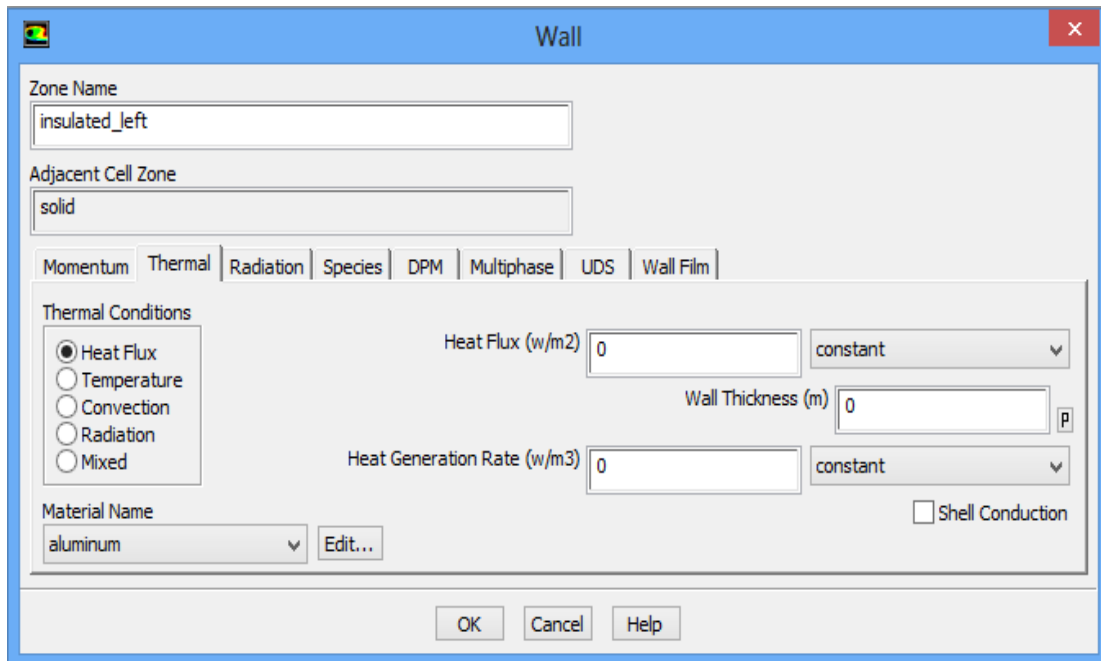 Wall
×
Zone Name
insulated_left
Adjacent Cell Zone
solid
Momentum Thermal Radiation Species DPM Multiphase UDS Wall Film
Thermal Conditions
Heat Flux
Temperature
Convection
Radiation
Mixed
Heat Flux (w/m2) 0 constant
Wall Thickness (m) 0 P
Heat Generation Rate (w/m3) 0 constant
Shell Conduction
Material Name
aluminum Edit...
OK Cancel Help